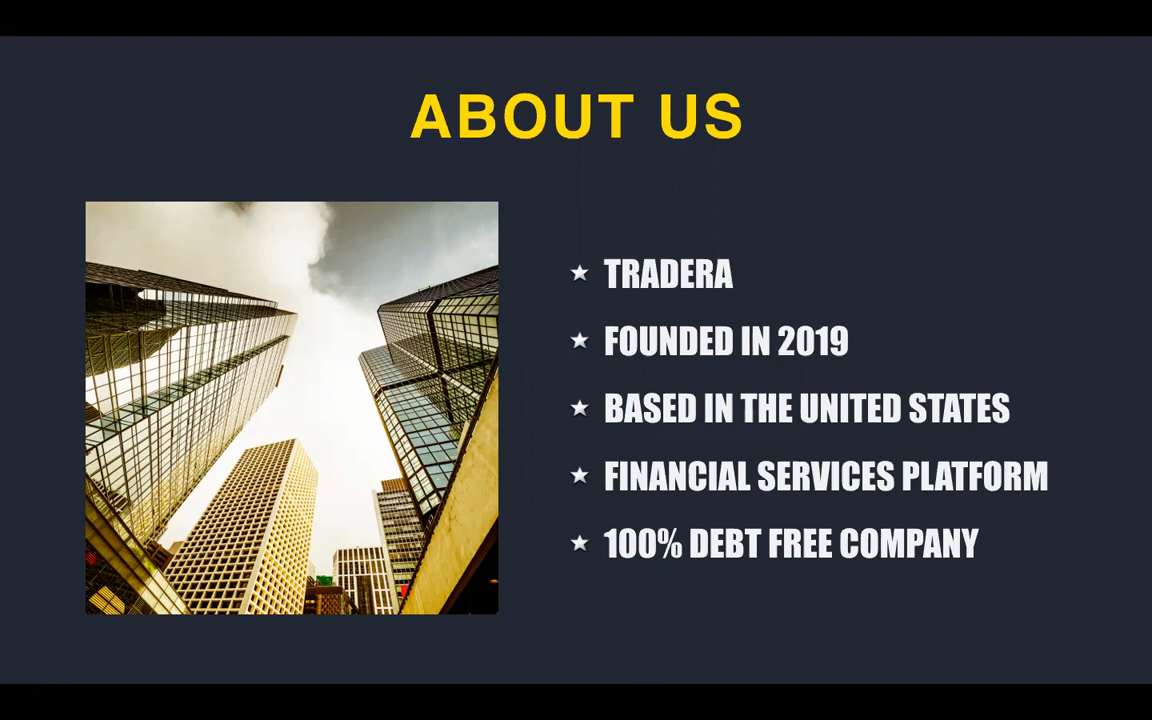 ABOUT US
TRADERA
FOUNDED IN 2019
BASED IN THE UNITED STATES
FINANCIAL SERVICES PLATFORM
100% DEBT FREE COMPANY